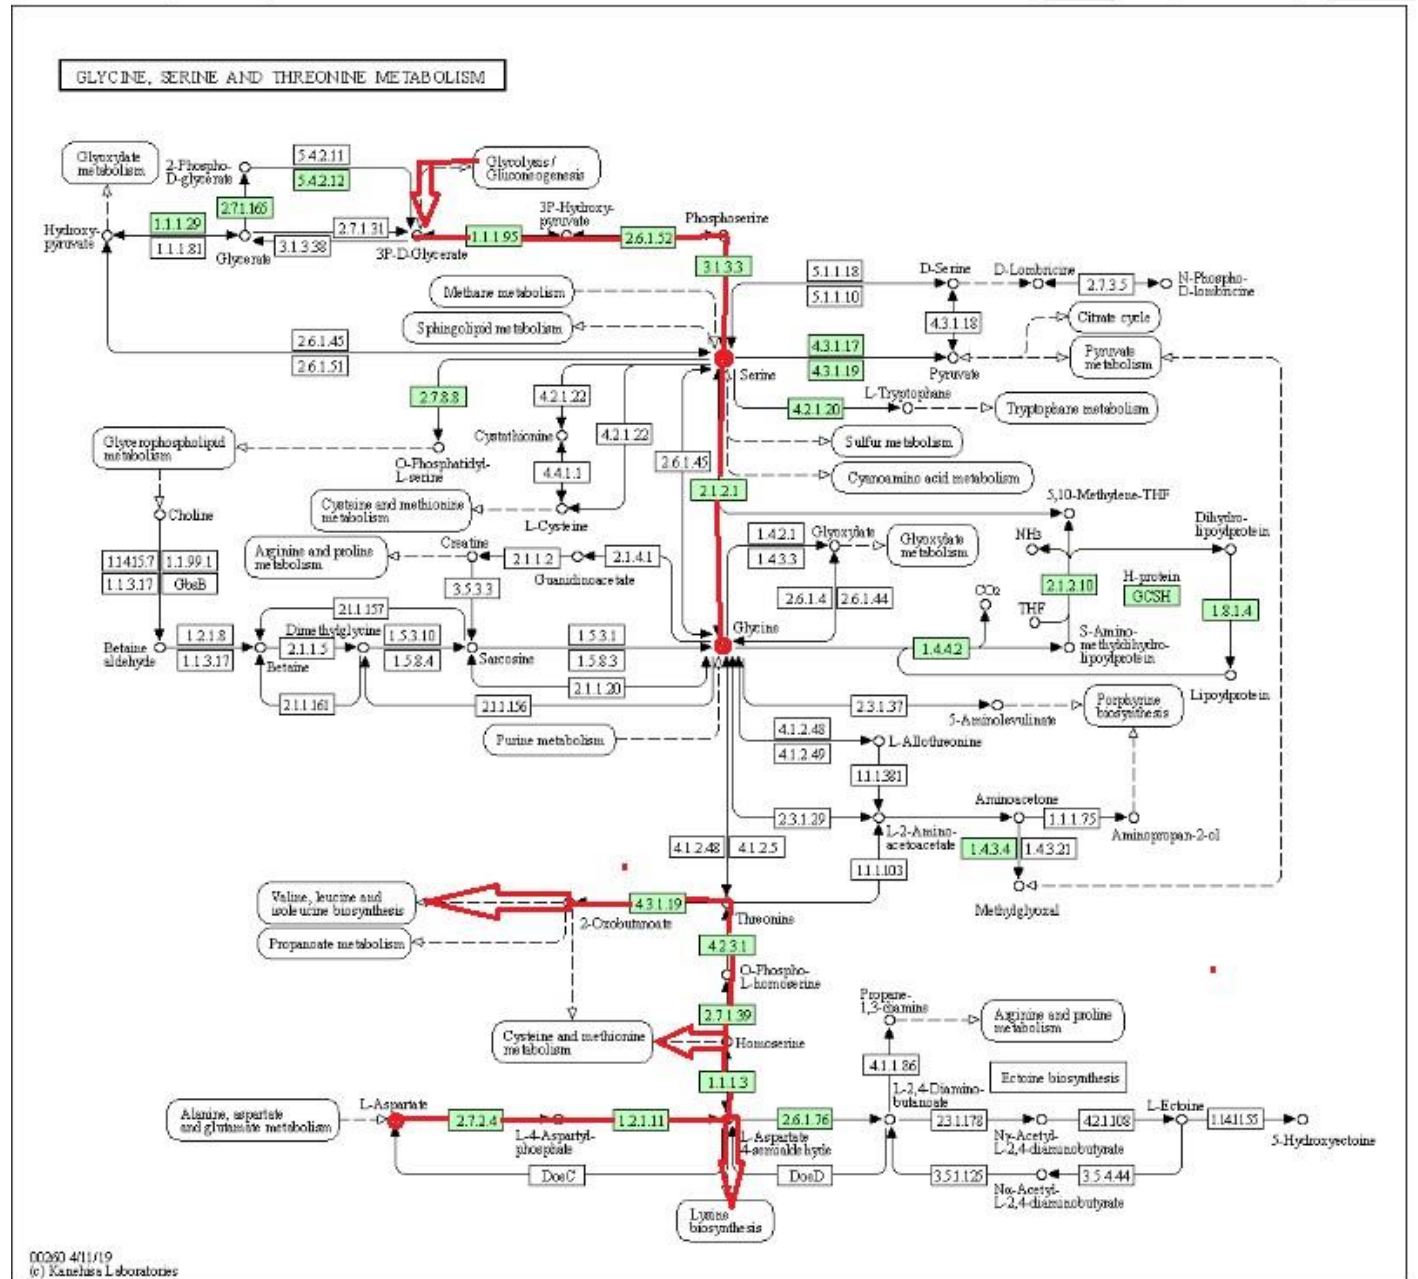 GLYCINE, SERINE AND THREONINE METABOLISM
Glyoxylate
metabolism
2-Phospho-
D-glycerate
5.4.2.11
5.4.2.12
Glycolysis /
Gluconeogenesis
2.7.1.165
Hydroxy-
pyruvate
1.1.1.29
1.1.1.81
Glycerate
2.7.1.31
3.1.3.38
3P-D-Glycerate
1.1.1.95
3P-Hydroxy-
pyruvate
2.6.1.52
Phosphoserine
3.1.3.3
Methane metabolism
Sphingolipid metabolism
5.1.1.18
5.1.1.10
D-Serine
D-Lombricine
2.7.3.5
N-Phospho-
D-lombricine
4.3.1.18
Citrate cycle
Pyruvate
metabolism
2.6.1.45
2.6.1.51
Serine
4.3.1.17
4.3.1.19
Pyruvate
2.7.8.8
4.2.1.22
4.2.1.20
L-Tryptophane
Tryptophane metabolism
Glycerophospholipid
metabolism
O-Phosphatidyl-
L-serine
Cystathionine
4.2.1.22
4.4.1.1
2.6.1.45
Sulfur metabolism
Cyanoamino acid metabolism
2.1.2.1
Cysteine and methionine
metabolism
L-Cysteine
5,10-Methylene-THF
Choline
Arginine and proline
metabolism
Creatine
2.1.1.2
Guanidinoacetate
2.1.4.1
1.4.2.1
1.4.3.3
Glyoxylate
Glyoxylate
metabolism
NH3
Dihydro-
lipoylprotein
1.14.15.7
1.1.99.1
1.1.3.17
GbsB
3.5.3.3
2.6.1.4
2.6.1.44
CO2
THF
2.1.2.10
H-protein
GCSH
1.8.1.4
2.1.1.157
Betaine
aldehyde
1.2.1.8
1.1.3.17
Betaine
Dimethylglycine
2.1.1.5
1.5.3.10
1.5.8.4
Sarcosine
1.5.3.1
1.5.8.3
Glycine
1.4.4.2
S-Amino-
methyldihydro-
lipoylprotein
2.1.1.20
2.1.1.161
2.1.1.156
Lipoylprotein
Purine metabolism
2.3.1.37
5-Aminolevulinate
Porphyrine
biosynthesis
4.1.2.48
4.1.2.49
L-Allothreonine
1.1.1.381
2.3.1.29
L-2-Amino-
acetoacetate
Aminoacetone
1.1.1.75
Aminopropan-2-ol
4.1.2.48
4.1.2.5
1.1.1.103
1.4.3.4
1.4.3.21
Methylglyoxal
Valine, leucine and
isoleucine biosynthesis
2-Oxobutanoate
4.3.1.19
Threonine
Propanoate metabolism
4.2.3.1
O-Phospho-
L-homoserine
2.7.1.39
Cysteine and methionine
metabolism
Homoserine
1.1.1.3
Propane-
1,3-diamine
Arginine and proline
metabolism
4.1.1.86
Ectoine biosynthesis
Alanine, aspartate
and glutamate metabolism
L-Aspartate
2.7.2.4
L-4-Aspartyl-
phosphate
1.2.1.11
L-Aspartate
4-semialdehyde
2.6.1.76
L-2,4-Diamino-
butanoate
2.3.1.178
Nγ-Acetyl-
L-2,4-diaminobutyrate
4.2.1.108
L-Ectoine
1.14.11.55
5-Hydroxyectoine
DoeC
DoeD
3.5.1.125
Nα-Acetyl-
L-2,4-diaminobutyrate
3.5.4.44
Lysine
biosynthesis
00260 4/11/19
(c) Kanehisa Laboratories